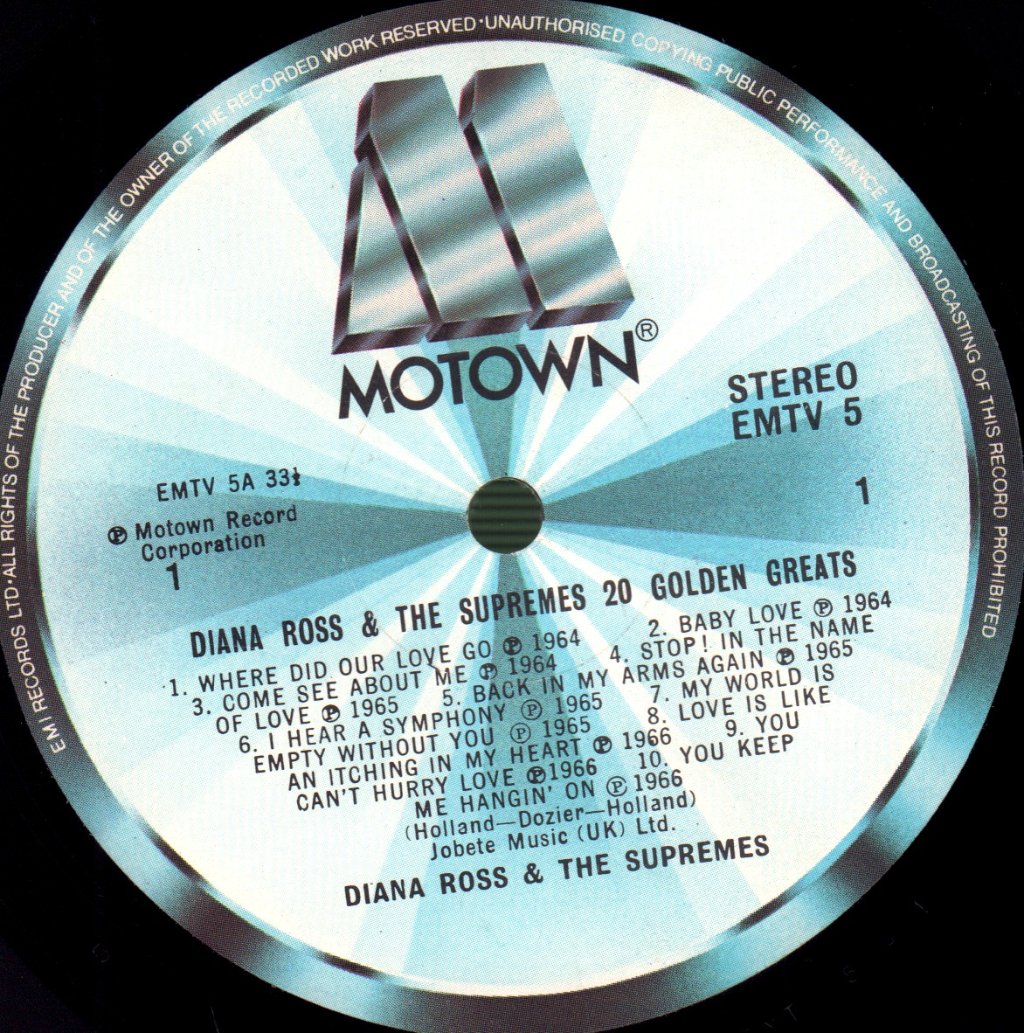 EMI RECORDS LTD·ALL RIGHTS OF THE PRODUCER AND OF THE OWNER OF THE RECORDED WORK RESERVED·UNAUTHORISED COPYING PUBLIC PERFORMANCE AND BROADCASTING OF THIS RECORD PROHIBITED
MOTOWN®
STEREO
EMTV 5
EMTV 5A 33⅓
1
℗ Motown Record
Corporation
1
DIANA ROSS & THE SUPREMES 20 GOLDEN GREATS
1. WHERE DID OUR LOVE GO ℗ 1964 2. BABY LOVE ℗ 1964
3. COME SEE ABOUT ME ℗ 1964 4. STOP! IN THE NAME
OF LOVE ℗ 1965 5. BACK IN MY ARMS AGAIN ℗ 1965
6. I HEAR A SYMPHONY ℗ 1965 7. MY WORLD IS
EMPTY WITHOUT YOU ℗ 1965 8. LOVE IS LIKE
AN ITCHING IN MY HEART ℗ 1966 9. YOU
CAN'T HURRY LOVE ℗1966 10. YOU KEEP
ME HANGIN' ON ℗ 1966
(Holland—Dozier—Holland)
Jobete Music (UK) Ltd.
DIANA ROSS & THE SUPREMES